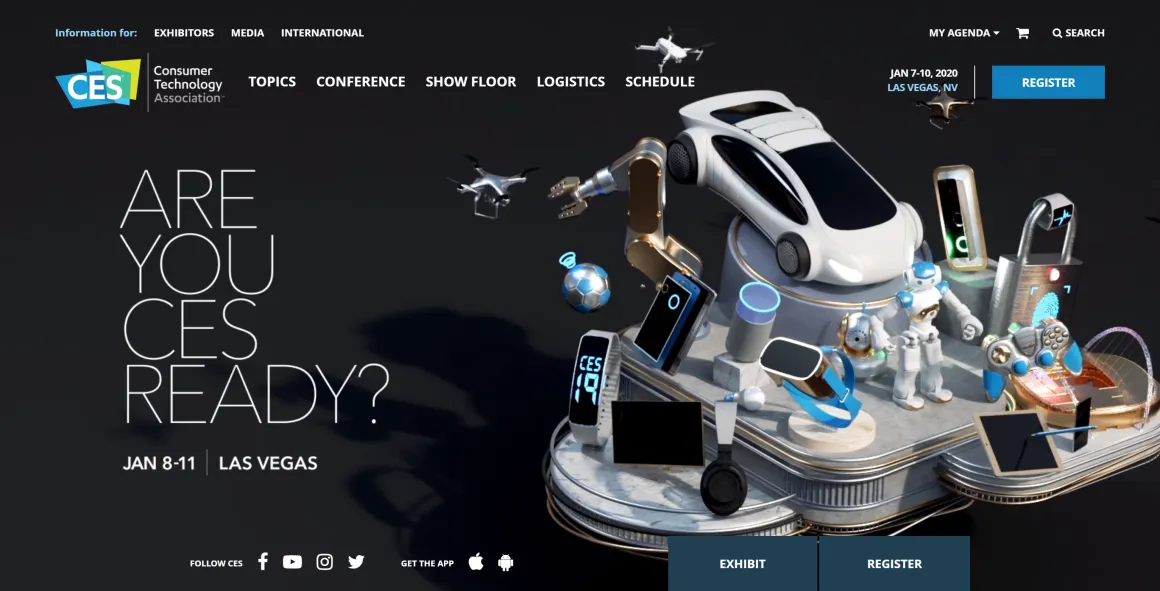 Information for: EXHIBITORS MEDIA INTERNATIONAL
MY AGENDA SEARCH
CES
Consumer
Technology
Association™
TOPICS CONFERENCE SHOW FLOOR LOGISTICS SCHEDULE
JAN 7-10, 2020
LAS VEGAS, NV
REGISTER
ARE
YOU
CES
READY?
JAN 8-11 LAS VEGAS
CES
19
FOLLOW CES GET THE APP
EXHIBIT REGISTER